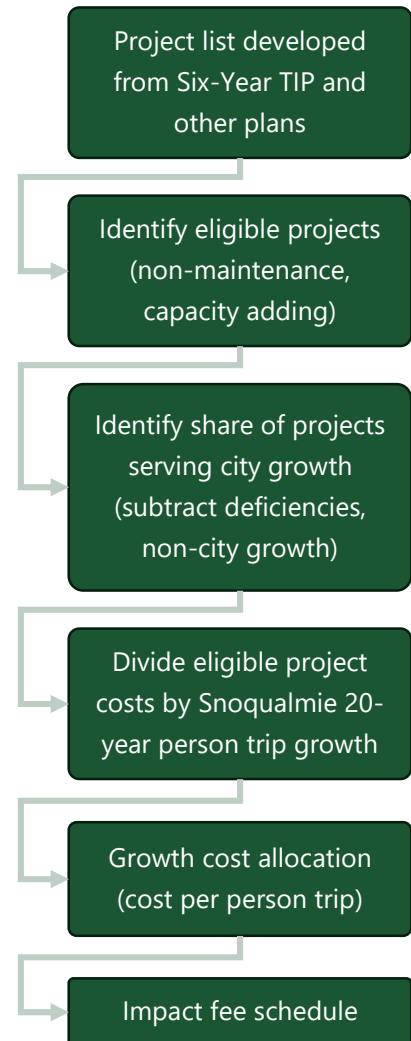 Project list developed
from Six-Year TIP and
other plans
Identify eligible projects
(non-maintenance,
capacity adding)
Identify share of projects
serving city growth
(subtract deficiencies,
non-city growth)
Divide eligible project
costs by Snoqualmie 20-
year person trip growth
Growth cost allocation
(cost per person trip)
Impact fee schedule